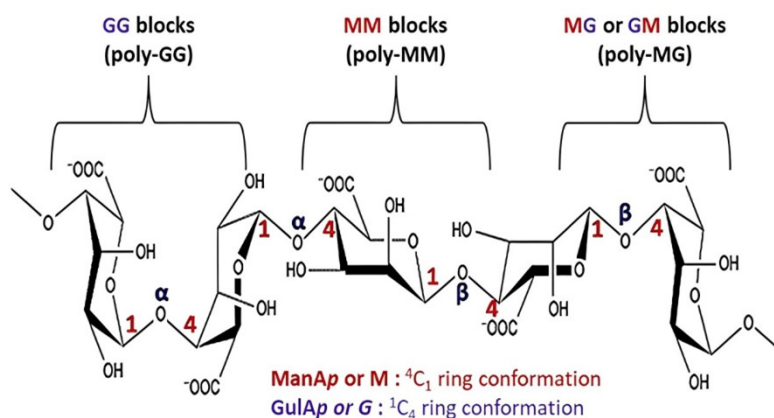 GG blocks
(poly-GG)
MM blocks
(poly-MM)
MG or GM blocks
(poly-MG)
⁻OOC
OH
⁻OOC
OH
⁻OOC
O
O
OH
1
α
O
4
O
OH
⁻OOC
OH
1
α
O
4
O
HO
1
O
β
HO
4
⁻OOC
O
OH
1
β
O
4
OH
O
OH
O
ManAp or M : ⁴C₁ ring conformation
GulAp or G : ¹C₄ ring conformation